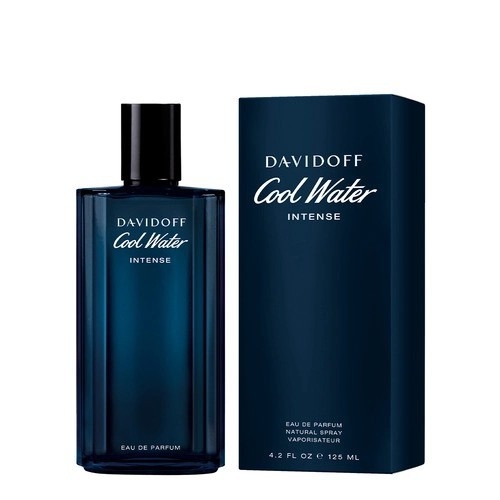 DAVIDOFF
Cool Water
INTENSE
EAU DE PARFUM
DAVIDOFF
Cool Water
INTENSE
EAU DE PARFUM
NATURAL SPRAY
VAPORISATEUR
4.2 FL OZ ℮ 125 ML